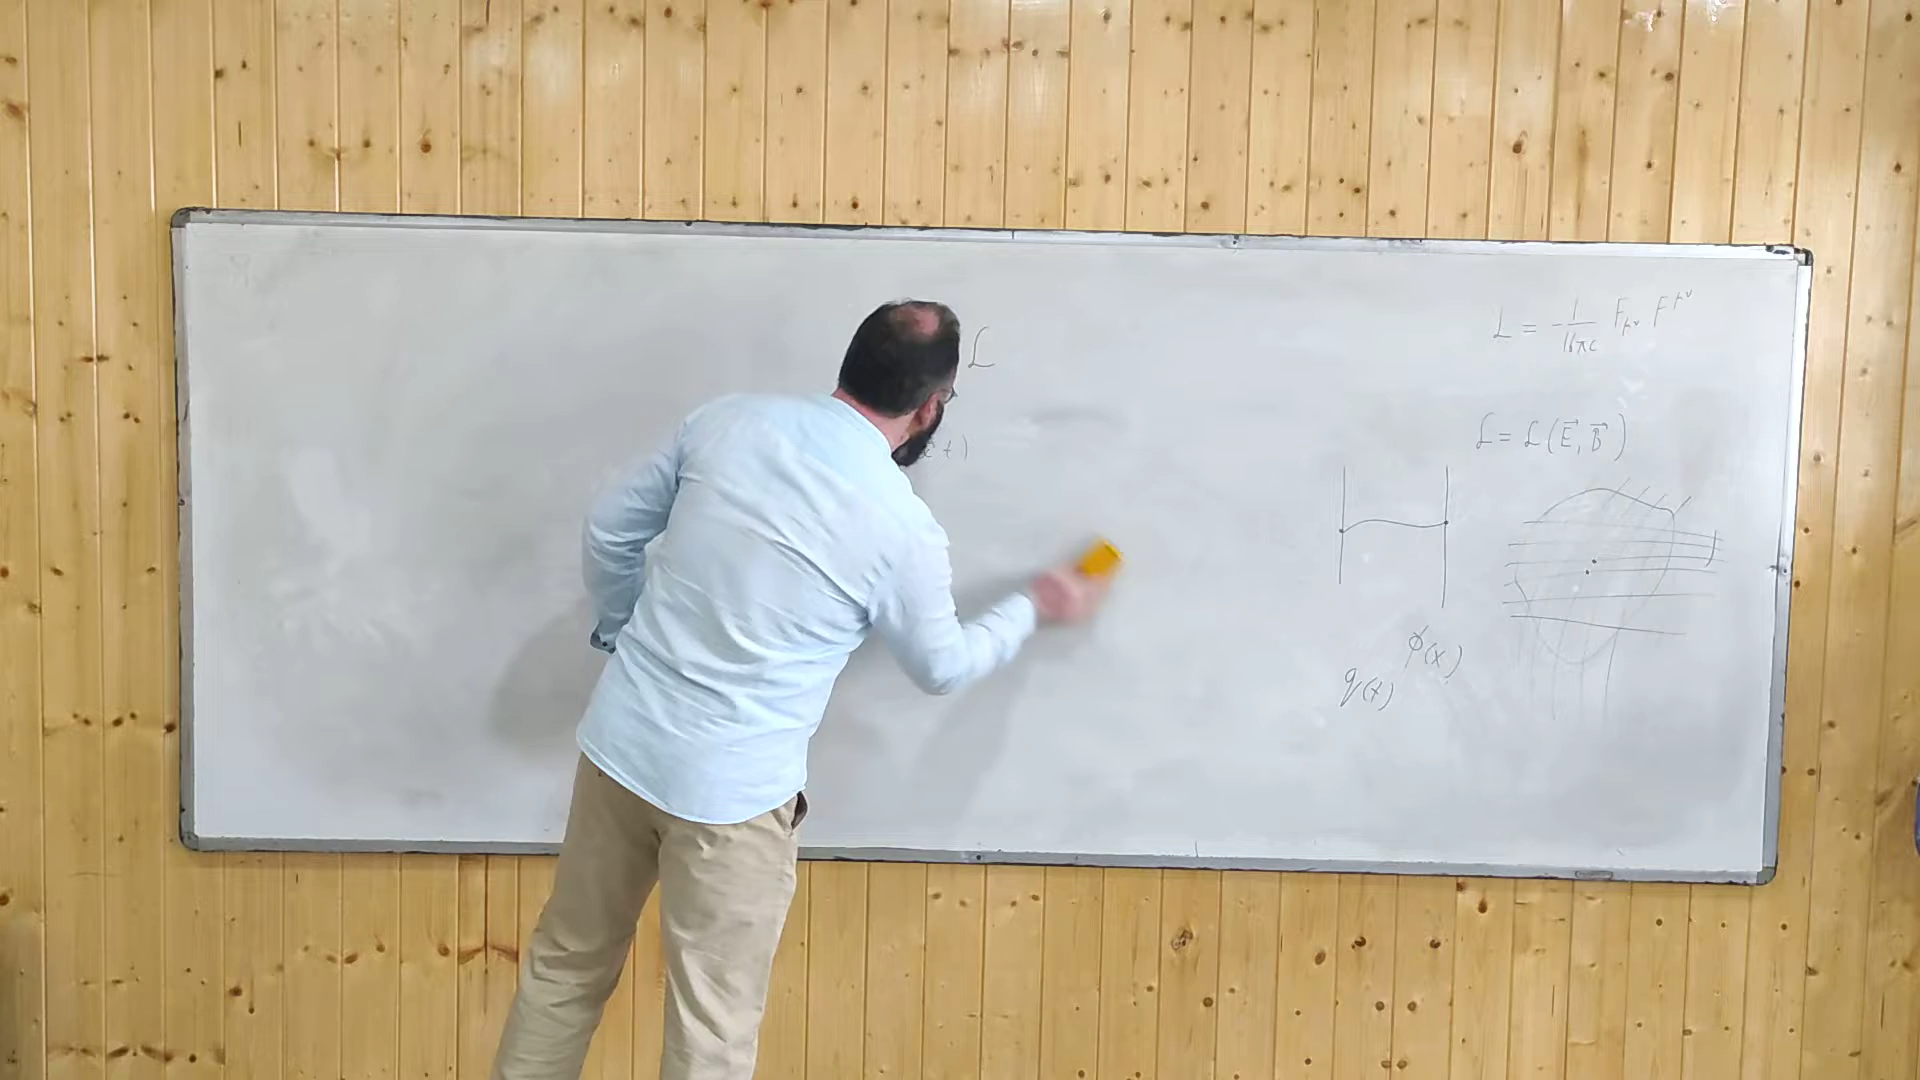 ℒ
t)
ℒ = -1/16πc F_μν F^μν
ℒ = ℒ(E⃗, B⃗)
φ(x)
q(t)